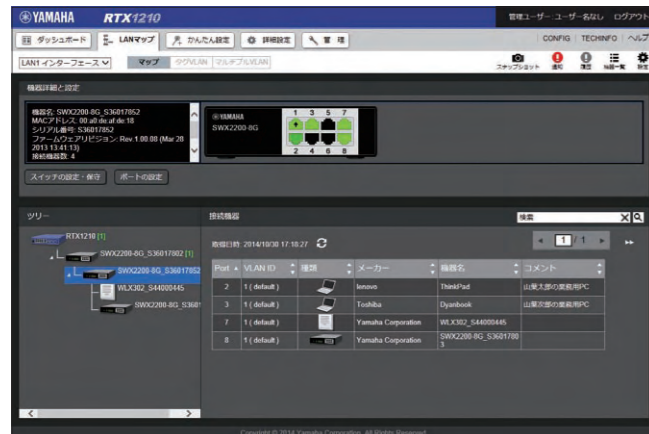 YAMAHA RTX1210 管理ユーザー:ユーザー名なし ログアウト
ダッシュボード LANマップ かんたん設定 詳細設定 管理 CONFIG TECHINFO ヘルプ
LAN1 インターフェース マップ タグVLAN マルチプルVLAN スナップショット 通知 履歴 機器一覧 設定
機器詳細と設定
機器名: SWX2200-8G_S36017852
MACアドレス: 00:a0:de:af:de:18
シリアル番号: S36017852
ファームウェアリビジョン: Rev.1.00.08 (Mar 28
2013 13:41:13)
接続機器数: 4
YAMAHA
SWX2200-8G
1 3 5 7
2 4 6 8
スイッチの設定・保守 ポートの設定
ツリー
RTX1210 [1]
SWX2200-8G_S36017802 [1]
SWX2200-8G_S36017852
WLX302_S44000445
SWX2200-8G_S3601
接続機器 検索
取得日時: 2014/10/30 17:18:27 1 / 1
Port VLAN ID 種類 メーカー 機器名 コメント
2 1 ( default ) lenovo ThinkPad 山葉太郎の業務用PC
3 1 ( default ) Toshiba Dyanbook 山葉次郎の業務用PC
7 1 ( default ) Yamaha Corporation WLX302_S44000445
8 1 ( default ) Yamaha Corporation SWX2200-8G_S3601780
3
Copyright © 2014 Yamaha Corporation. All Rights Reserved.